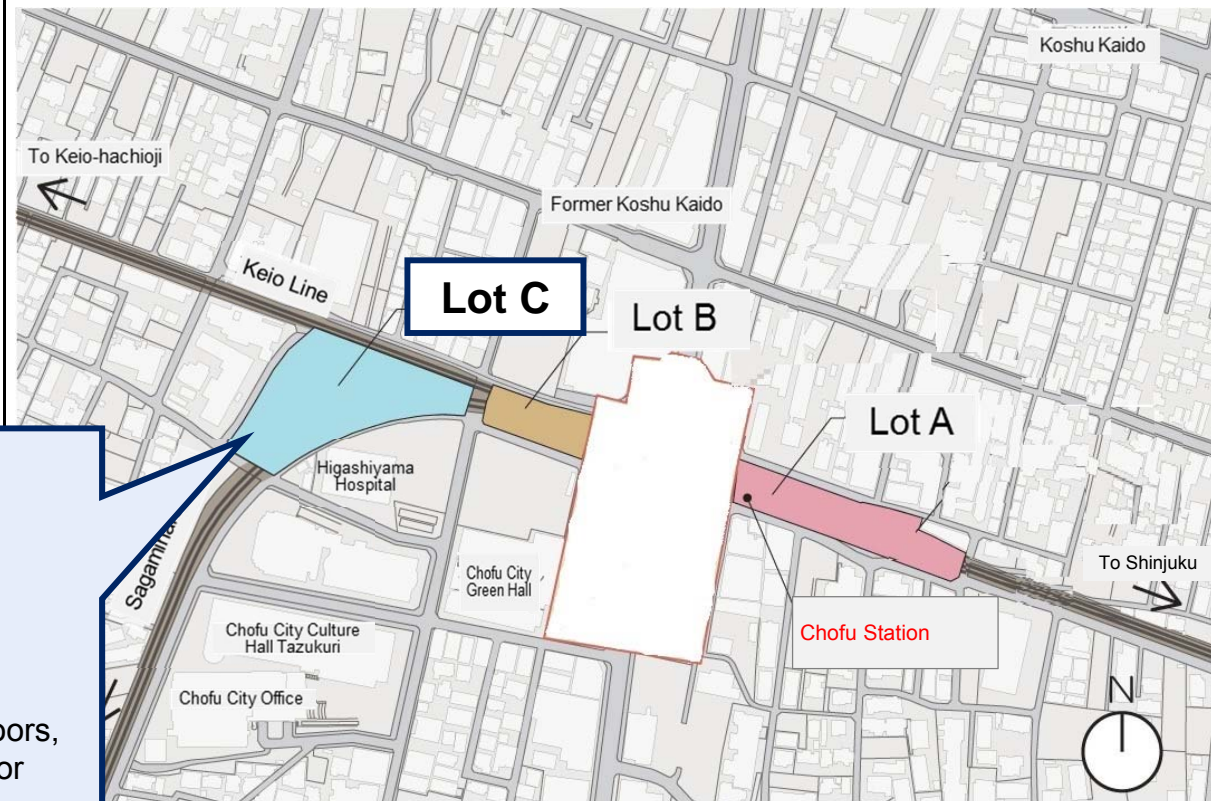 Koshu Kaido
To Keio-hachioji
Former Koshu Kaido
Keio Line
Lot C
Lot B
Lot A
Higashiyama
Hospital
Chofu City
Green Hall
To Shinjuku
Chofu Station
Chofu City Culture
Hall Tazukuri
Chofu City Office
N